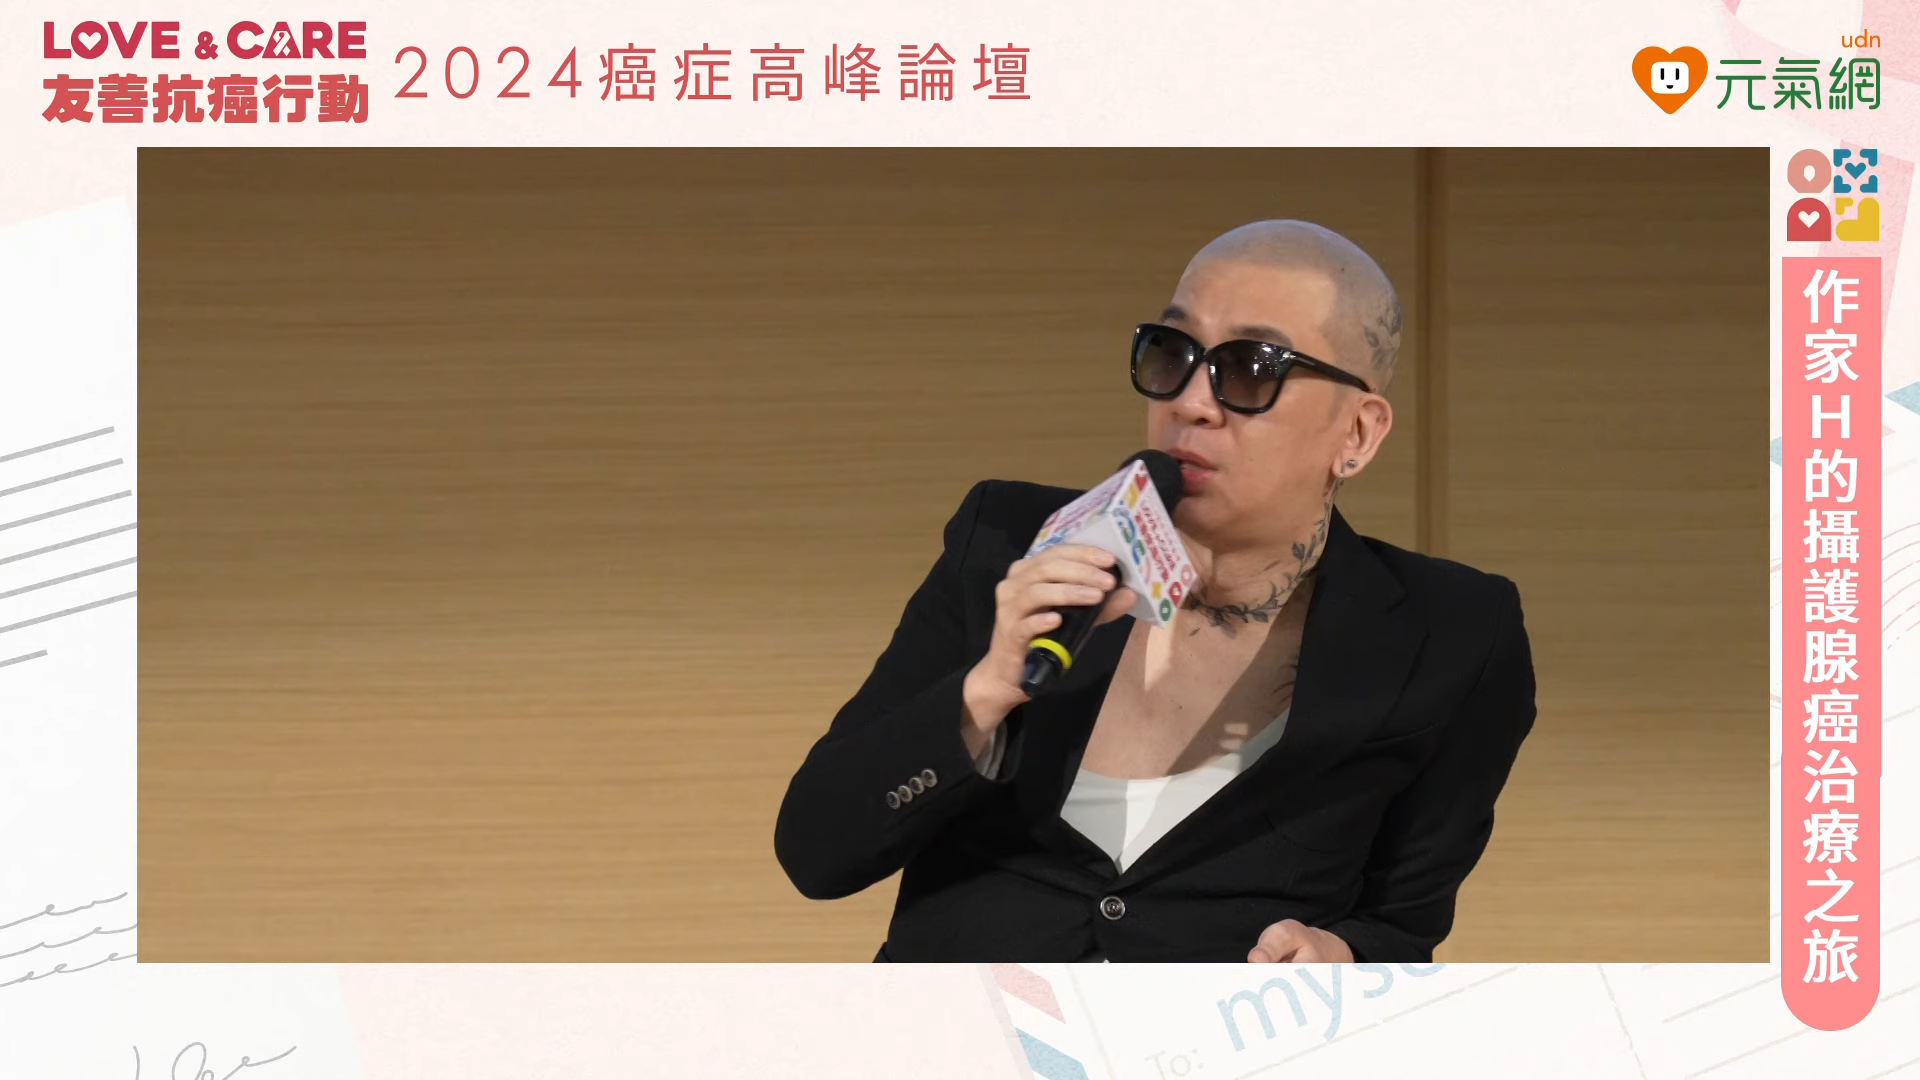 LOVE & CARE
友善抗癌行動
2024癌症高峰論壇
udn
元氣網
作家H的攝護腺癌治療之旅
To: